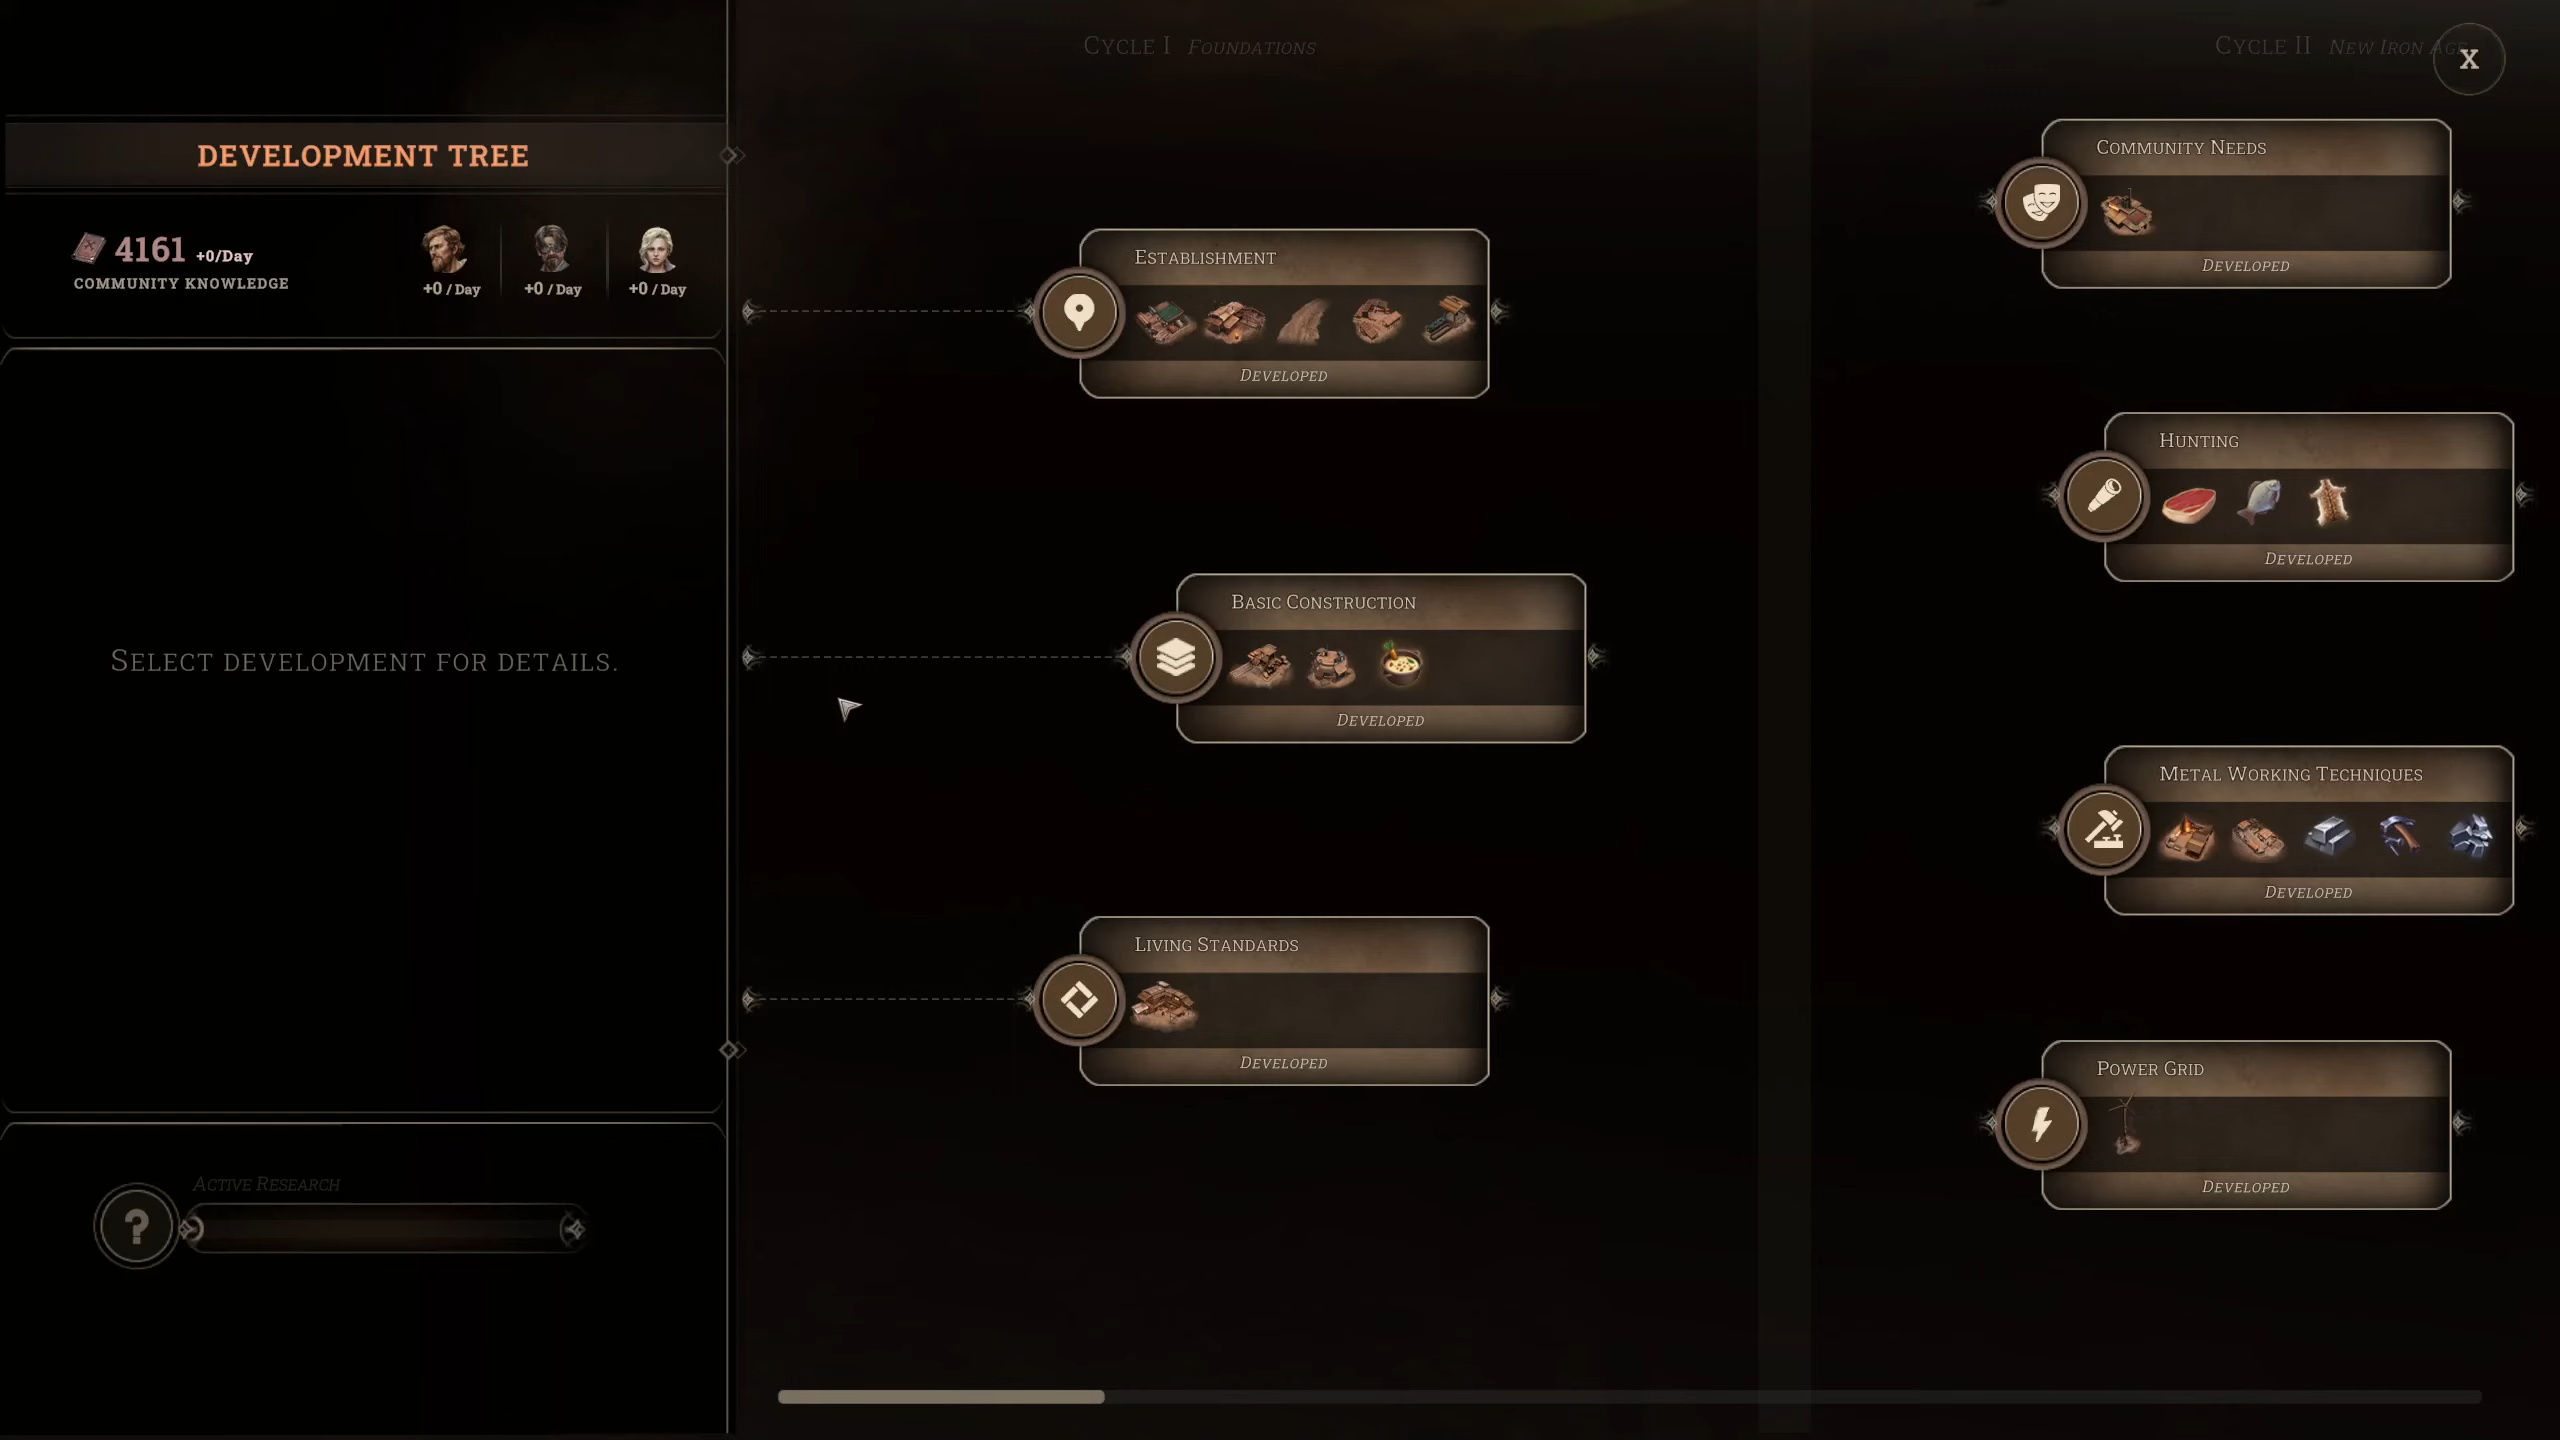 Cycle I Foundations
Cycle II New Iron Age
X
DEVELOPMENT TREE
4161 +0/Day
COMMUNITY KNOWLEDGE
+0 / Day
+0 / Day
+0 / Day
Select development for details.
Active Research
?
Establishment
Developed
Basic Construction
Developed
Living Standards
Developed
Community Needs
Developed
Hunting
Developed
Metal Working Techniques
Developed
Power Grid
Developed